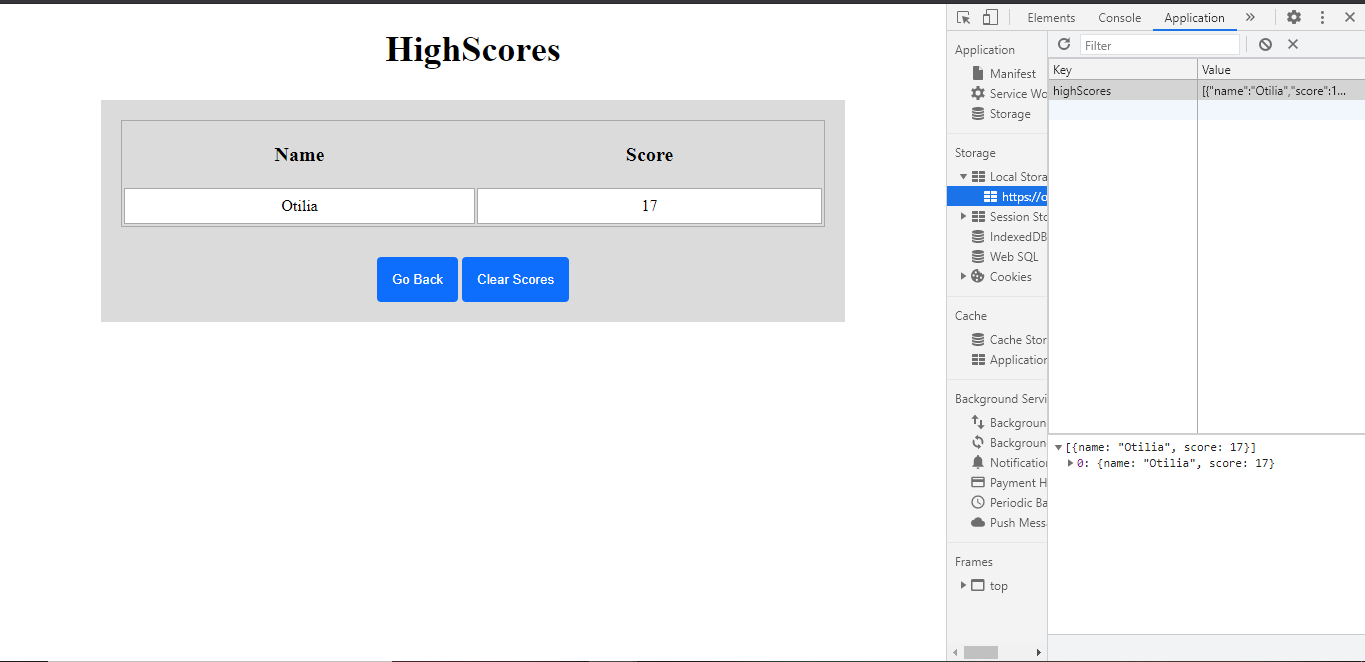 HighScores
Name Score
Otilia 17
Go Back Clear Scores
Elements Console Application »
Application
Manifest
Service Wo
Storage
Storage
Local Stora
https://o
Session Sto
IndexedDB
Web SQL
Cookies
Cache
Cache Stor
Application
Background Servi
Backgroun
Backgroun
Notificatio
Payment H
Periodic Ba
Push Mess
Frames
top
Filter
Key Value
highScores [{"name":"Otilia","score":1...
[{name: "Otilia", score: 17}]
0: {name: "Otilia", score: 17}